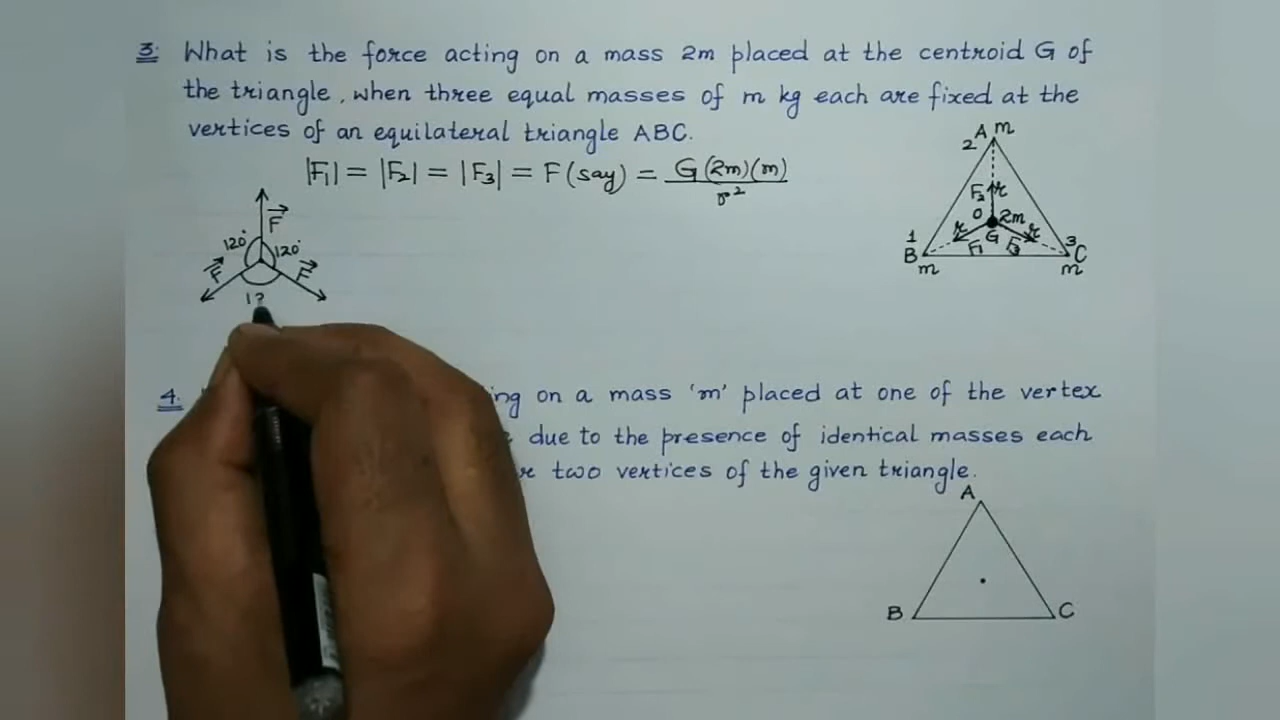 3. What is the force acting on a mass 2m placed at the centroid G of
the triangle, when three equal masses of m kg each are fixed at the
vertices of an equilateral triangle ABC.
|F₁| = |F₂| = |F₃| = F (say) = G(2m)(m) / r²
F
120° 120°
F F
12
2 A m
F₂ r
O 2m
r G r
1 3
B F₁ F₃ C
m m
4.
ing on a mass 'm' placed at one of the vertex
due to the presence of identical masses each
two vertices of the given triangle.
A
B C